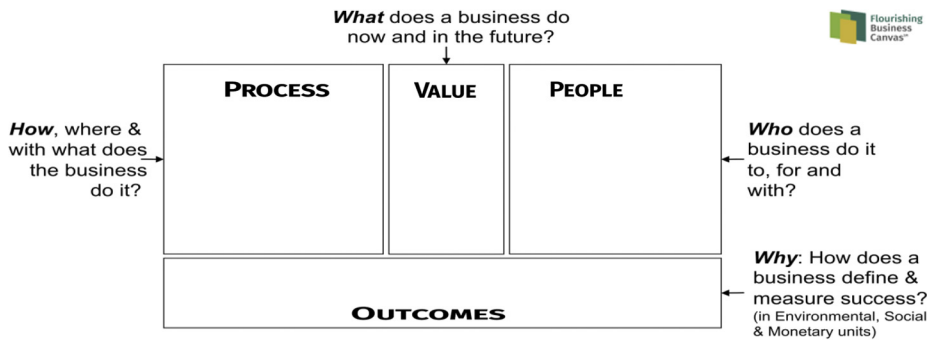 What does a business do
now and in the future?
Flourishing
Business
Canvas™
PROCESS
VALUE
PEOPLE
How, where &
with what does
the business
do it?
Who does a
business do it
to, for and
with?
Why: How does a
business define &
measure success?
(in Environmental, Social
& Monetary units)
OUTCOMES